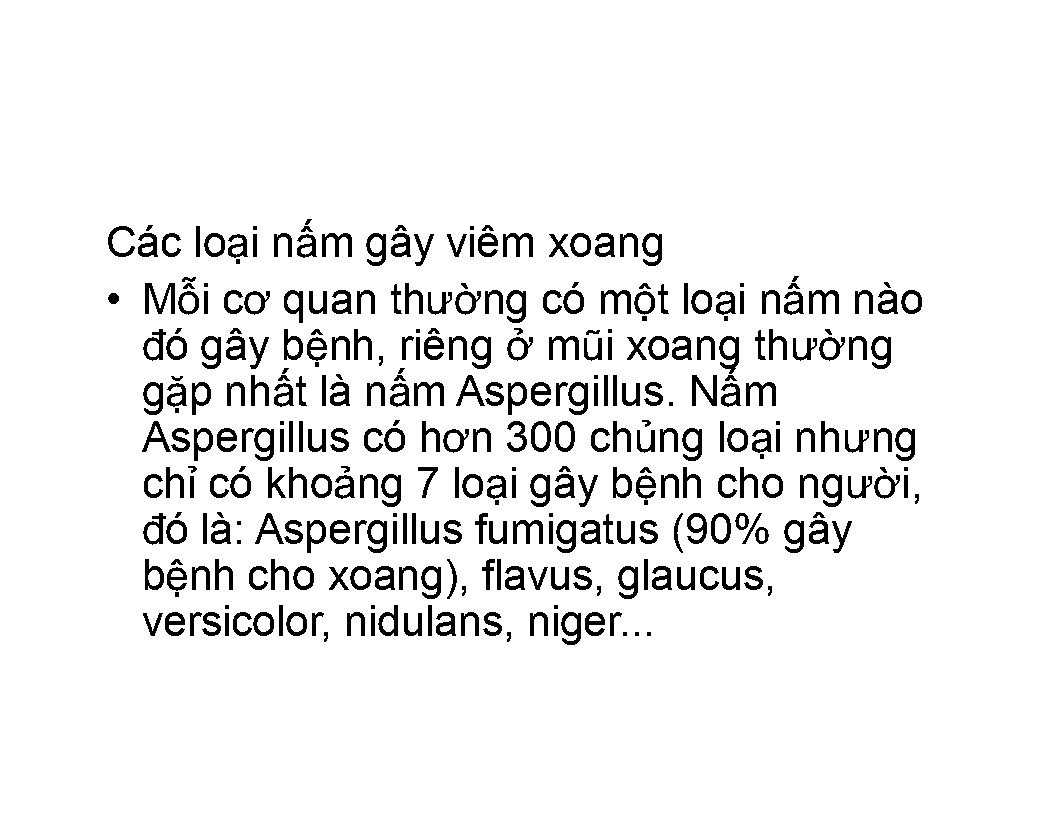 Các loại nấm gây viêm xoang
• Mỗi cơ quan thường có một loại nấm nào
đó gây bệnh, riêng ở mũi xoang thường
gặp nhất là nấm Aspergillus. Nấm
Aspergillus có hơn 300 chủng loại nhưng
chỉ có khoảng 7 loại gây bệnh cho người,
đó là: Aspergillus fumigatus (90% gây
bệnh cho xoang), flavus, glaucus,
versicolor, nidulans, niger...